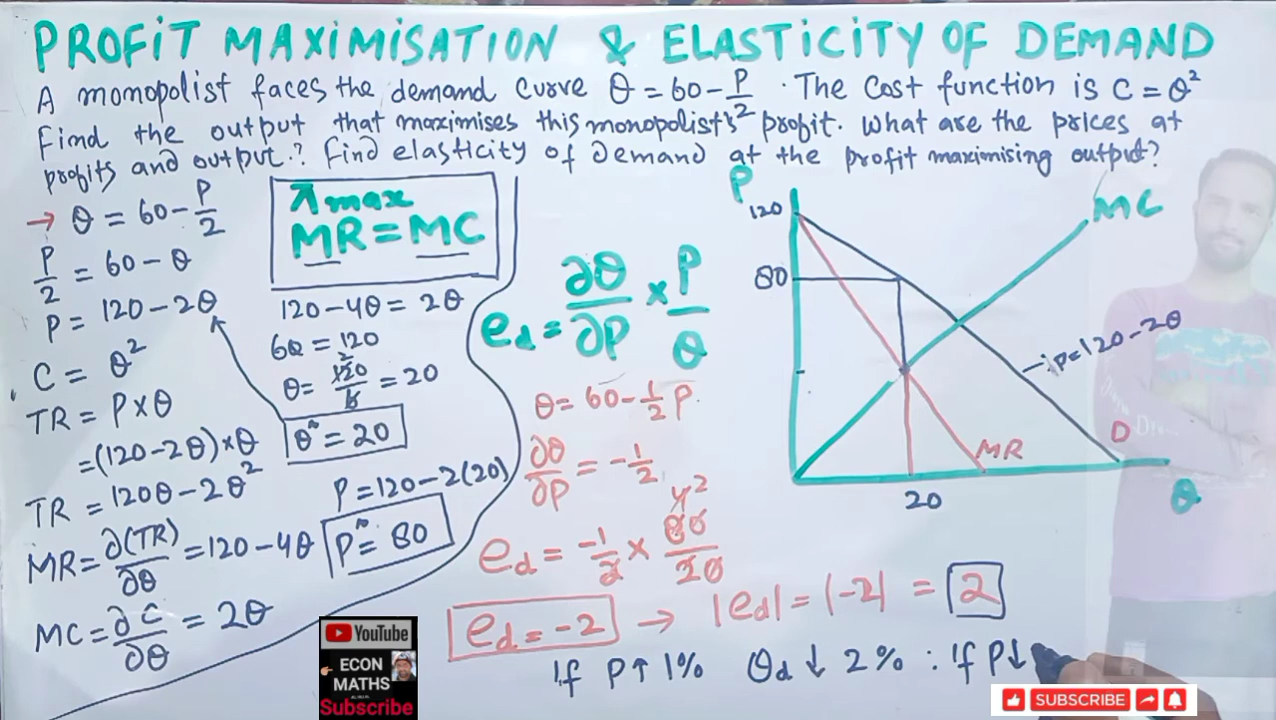 PROFIT MAXIMISATION & ELASTICITY OF DEMAND
A monopolist faces the demand curve θ = 60 - P/2 . The cost function is C = θ²
Find the output that maximises this monopolist's profit. What are the prices at
profits and output.? Find elasticity of Demand at the profit maximising output?
→ θ = 60 - P/2
P/2 = 60 - θ
P = 120 - 2θ
C = θ²
TR = P × θ
= (120 - 2θ) × θ
TR = 120θ - 2θ²
MR = ∂(TR)/∂θ = 120 - 4θ
MC = ∂C/∂θ = 2θ
π max
MR = MC
120 - 4θ = 2θ
6θ = 120
θ = 120/6 = 20
θ* = 20
P = 120 - 2(20)
P* = 80
ed = ∂θ/∂P × P/θ
θ = 60 - 1/2 P.
∂θ/∂P = -1/2
ed = -1/2 × 80/20
ed = -2 → |ed| = |-2| = 2
If P↑ 1% θd ↓ 2% : If P↓
P
120
80
MC
→ P=120-2θ
D
MR
20
θ
YouTube
ECON
MATHS
Subscribe
SUBSCRIBE